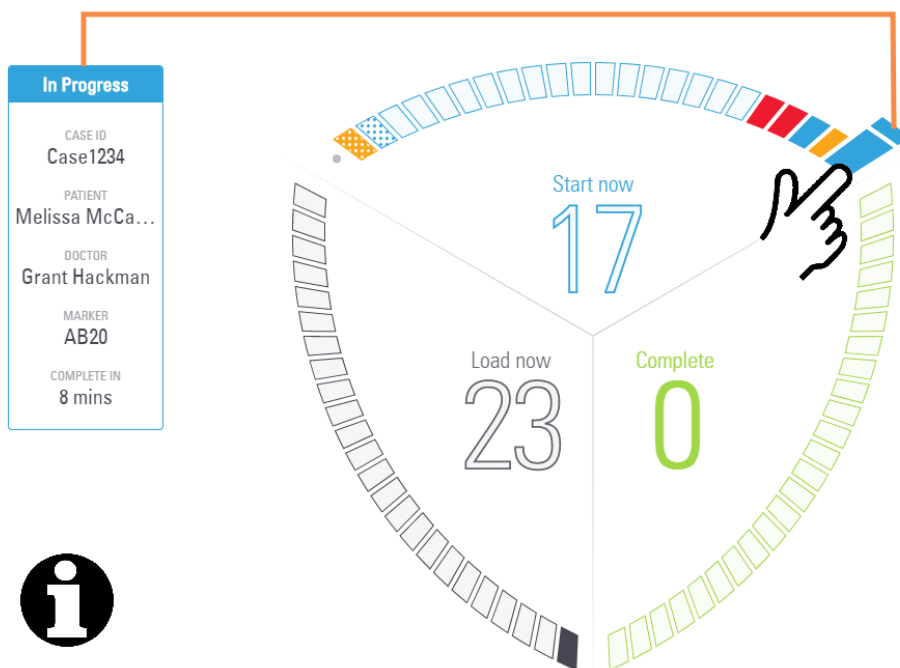 In Progress
CASE ID
Case1234
PATIENT
Melissa McCa...
DOCTOR
Grant Hackman
MARKER
AB20
COMPLETE IN
8 mins
Start now
17
Load now
23
Complete
0
i